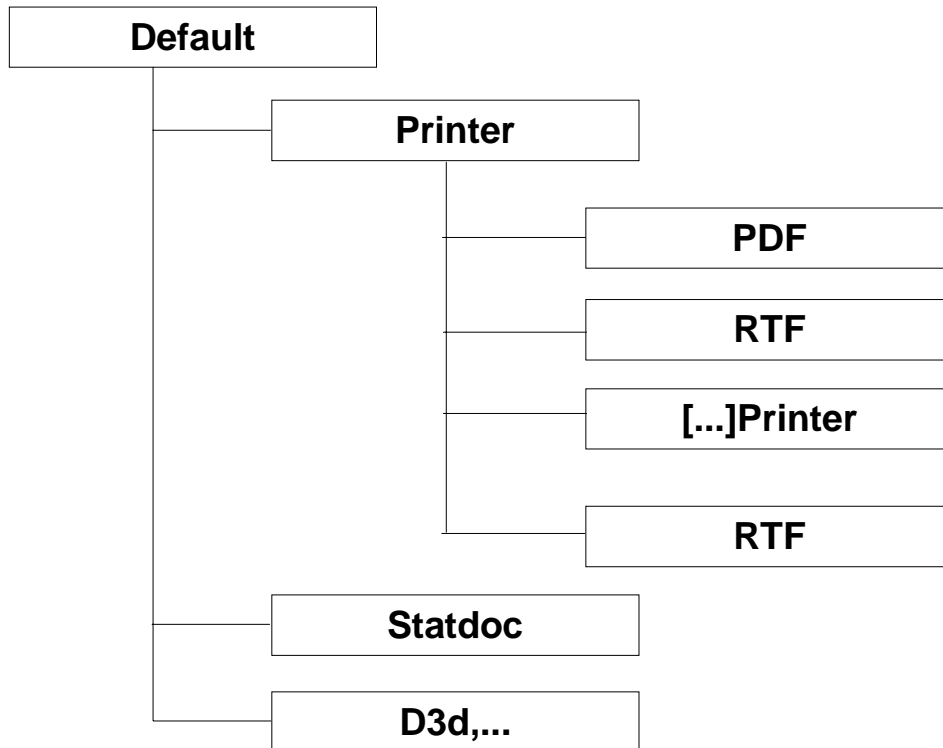 Default
Printer
PDF
RTF
[...]Printer
RTF
Statdoc
D3d,...